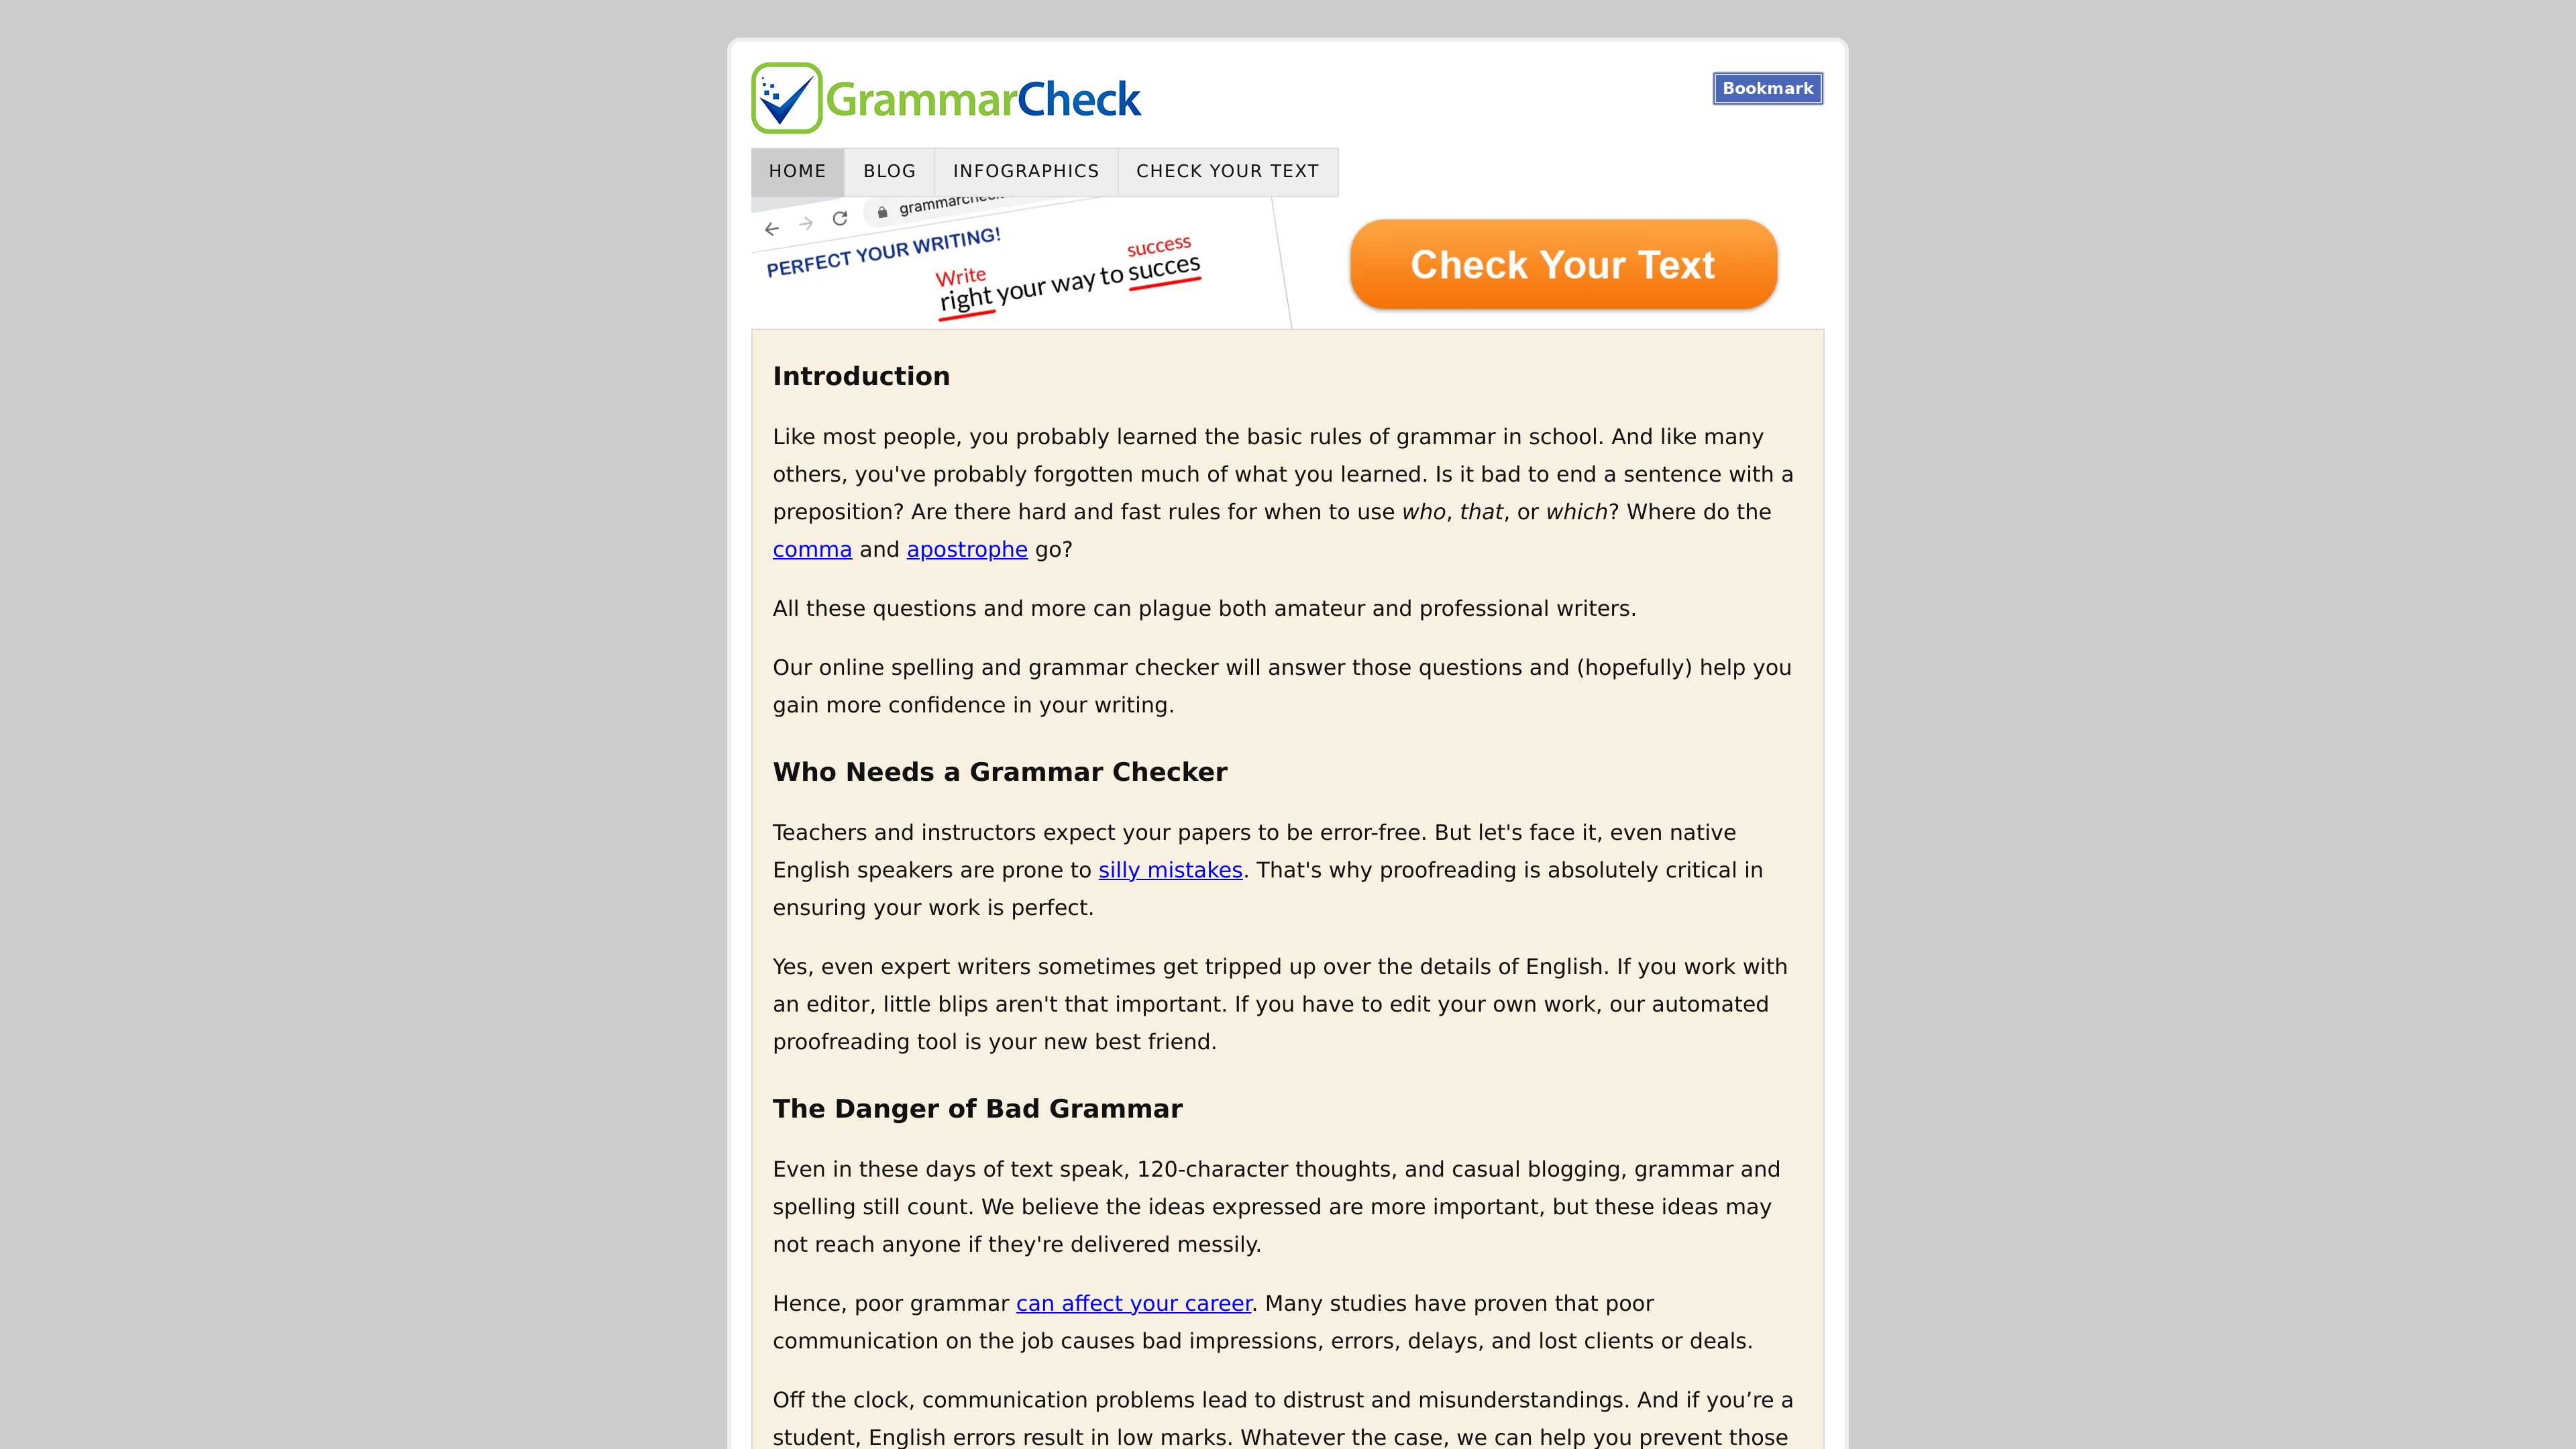 GrammarCheck
Bookmark
HOME BLOG INFOGRAPHICS CHECK YOUR TEXT
PERFECT YOUR WRITING!
Write success
right your way to succes
Check Your Text
Introduction
Like most people, you probably learned the basic rules of grammar in school. And like many
others, you've probably forgotten much of what you learned. Is it bad to end a sentence with a
preposition? Are there hard and fast rules for when to use who, that, or which? Where do the
comma and apostrophe go?
All these questions and more can plague both amateur and professional writers.
Our online spelling and grammar checker will answer those questions and (hopefully) help you
gain more confidence in your writing.
Who Needs a Grammar Checker
Teachers and instructors expect your papers to be error-free. But let's face it, even native
English speakers are prone to silly mistakes. That's why proofreading is absolutely critical in
ensuring your work is perfect.
Yes, even expert writers sometimes get tripped up over the details of English. If you work with
an editor, little blips aren't that important. If you have to edit your own work, our automated
proofreading tool is your new best friend.
The Danger of Bad Grammar
Even in these days of text speak, 120-character thoughts, and casual blogging, grammar and
spelling still count. We believe the ideas expressed are more important, but these ideas may
not reach anyone if they're delivered messily.
Hence, poor grammar can affect your career. Many studies have proven that poor
communication on the job causes bad impressions, errors, delays, and lost clients or deals.
Off the clock, communication problems lead to distrust and misunderstandings. And if you’re a
student, English errors result in low marks. Whatever the case, we can help you prevent those